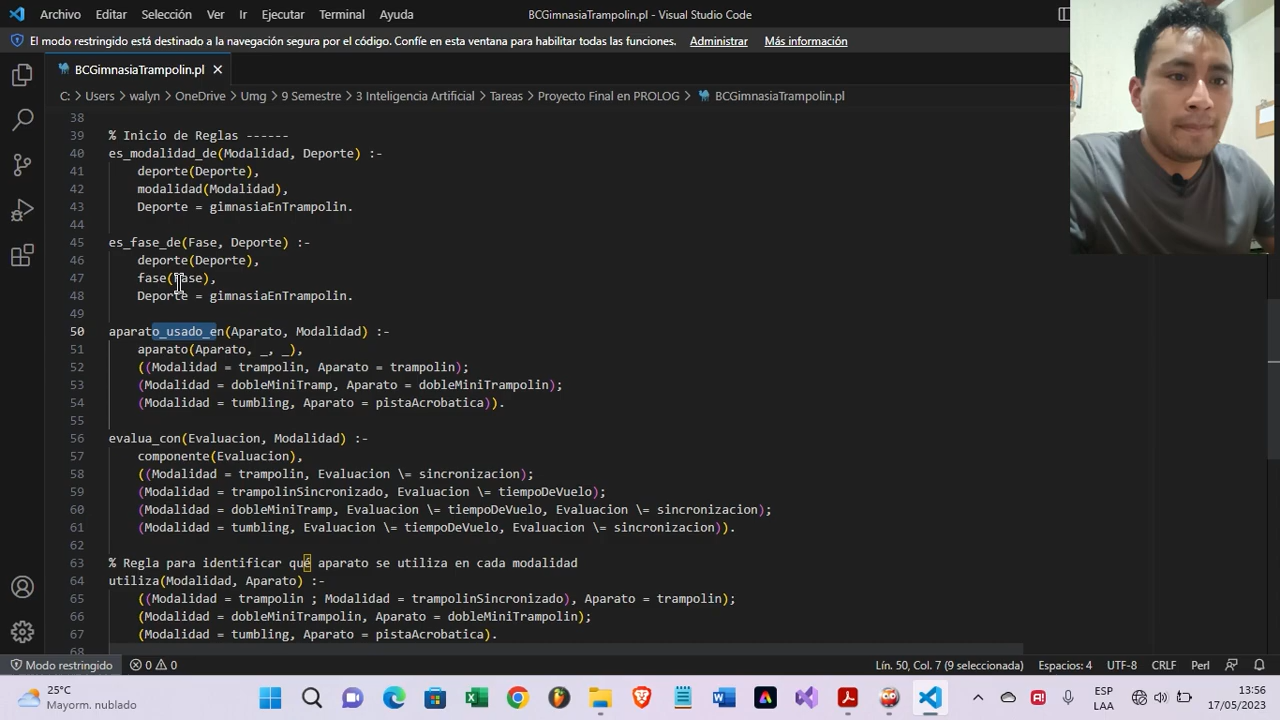 Archivo Editar Selección Ver Ir Ejecutar Terminal Ayuda
BCGimnasiaTrampolin.pl - Visual Studio Code
El modo restringido está destinado a la navegación segura por el código. Confíe en esta ventana para habilitar todas las funciones. Administrar Más información
BCGimnasiaTrampolin.pl
C: > Users > walyn > OneDrive > Umg > 9 Semestre > 3 Inteligencia Artificial > Tareas > Proyecto Final en PROLOG > BCGimnasiaTrampolin.pl
38
39 % Inicio de Reglas ------
40 es_modalidad_de(Modalidad, Deporte) :-
41 deporte(Deporte),
42 modalidad(Modalidad),
43 Deporte = gimnasiaEnTrampolin.
44
45 es_fase_de(Fase, Deporte) :-
46 deporte(Deporte),
47 fase(Fase),
48 Deporte = gimnasiaEnTrampolin.
49
50 aparato_usado_en(Aparato, Modalidad) :-
51 aparato(Aparato, _, _),
52 ((Modalidad = trampolin, Aparato = trampolin);
53 (Modalidad = dobleMiniTramp, Aparato = dobleMiniTrampolin);
54 (Modalidad = tumbling, Aparato = pistaAcrobatica)).
55
56 evalua_con(Evaluacion, Modalidad) :-
57 componente(Evaluacion),
58 ((Modalidad = trampolin, Evaluacion \= sincronizacion);
59 (Modalidad = trampolinSincronizado, Evaluacion \= tiempoDeVuelo);
60 (Modalidad = dobleMiniTramp, Evaluacion \= tiempoDeVuelo, Evaluacion \= sincronizacion);
61 (Modalidad = tumbling, Evaluacion \= tiempoDeVuelo, Evaluacion \= sincronizacion)).
62
63 % Regla para identificar qué aparato se utiliza en cada modalidad
64 utiliza(Modalidad, Aparato) :-
65 ((Modalidad = trampolin ; Modalidad = trampolinSincronizado), Aparato = trampolin);
66 (Modalidad = dobleMiniTrampolin, Aparato = dobleMiniTrampolin);
67 (Modalidad = tumbling, Aparato = pistaAcrobatica).
68
Modo restringido 0 0 Lín. 50, Col. 7 (9 seleccionada) Espacios: 4 UTF-8 CRLF Perl
25°C
Mayorm. nublado
ESP
LAA
13:56
17/05/2023